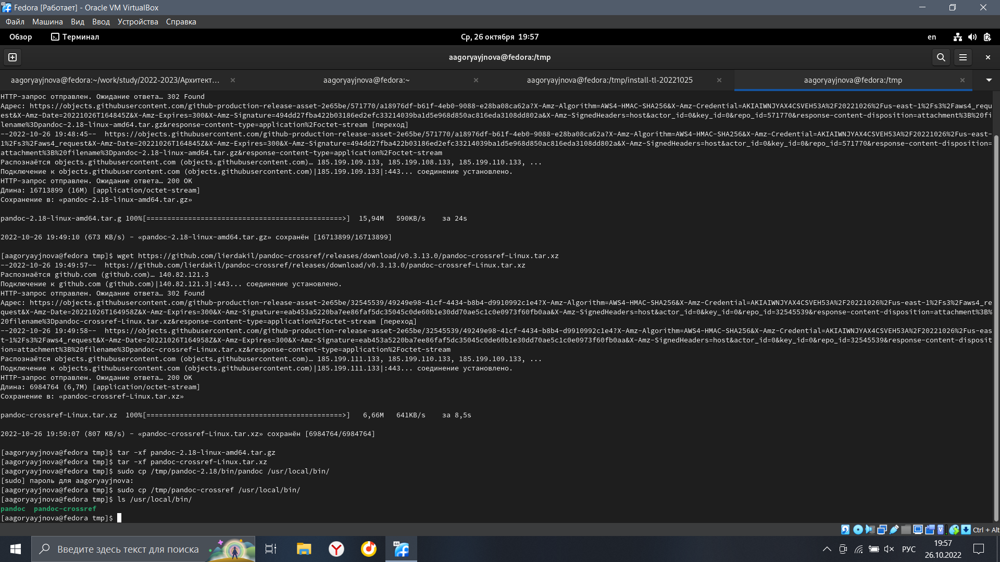 Fedora [Работает] - Oracle VM VirtualBox
Файл Машина Вид Ввод Устройства Справка
Обзор Терминал Ср, 26 октября 19:57 en
aagoryayjnova@fedora:/tmp
aagoryayjnova@fedora:~/work/study/2022-2023/Архитект... aagoryayjnova@fedora:~ aagoryayjnova@fedora:/tmp/install-tl-20221025 aagoryayjnova@fedora:/tmp
HTTP-запрос отправлен. Ожидание ответа… 302 Found
Адрес: https://objects.githubusercontent.com/github-production-release-asset-2e65be/571770/a18976df-b61f-4eb0-9088-e28ba08ca62a?X-Amz-Algorithm=AWS4-HMAC-SHA256&X-Amz-Credential=AKIAIWNJYAX4CSVEH53A%2F20221026%2Fus-east-1%2Fs3%2Faws4_requ
est&X-Amz-Date=20221026T164845Z&X-Amz-Expires=300&X-Amz-Signature=494dd27fba422b03186ed2efc33214039ba1d5e968d850ac816eda3108dd802a&X-Amz-SignedHeaders=host&actor_id=0&key_id=0&repo_id=571770&response-content-disposition=attachment%3B%20fi
lename%3Dpandoc-2.18-linux-amd64.tar.gz&response-content-type=application%2Foctet-stream [переход]
--2022-10-26 19:48:45--  https://objects.githubusercontent.com/github-production-release-asset-2e65be/571770/a18976df-b61f-4eb0-9088-e28ba08ca62a?X-Amz-Algorithm=AWS4-HMAC-SHA256&X-Amz-Credential=AKIAIWNJYAX4CSVEH53A%2F20221026%2Fus-east-
1%2Fs3%2Faws4_request&X-Amz-Date=20221026T164845Z&X-Amz-Expires=300&X-Amz-Signature=494dd27fba422b03186ed2efc33214039ba1d5e968d850ac816eda3108dd802a&X-Amz-SignedHeaders=host&actor_id=0&key_id=0&repo_id=571770&response-content-disposition=
attachment%3B%20filename%3Dpandoc-2.18-linux-amd64.tar.gz&response-content-type=application%2Foctet-stream
Распознаётся objects.githubusercontent.com (objects.githubusercontent.com)… 185.199.109.133, 185.199.108.133, 185.199.110.133, ...
Подключение к objects.githubusercontent.com (objects.githubusercontent.com)|185.199.109.133|:443... соединение установлено.
HTTP-запрос отправлен. Ожидание ответа… 200 OK
Длина: 16713899 (16M) [application/octet-stream]
Сохранение в: «pandoc-2.18-linux-amd64.tar.gz»
pandoc-2.18-linux-amd64.tar.g 100%[===============================================>]  15,94M   590KB/s    за 24s
2022-10-26 19:49:10 (673 KB/s) - «pandoc-2.18-linux-amd64.tar.gz» сохранён [16713899/16713899]
[aagoryayjnova@fedora tmp]$ wget https://github.com/lierdakil/pandoc-crossref/releases/download/v0.3.13.0/pandoc-crossref-Linux.tar.xz
--2022-10-26 19:49:57--  https://github.com/lierdakil/pandoc-crossref/releases/download/v0.3.13.0/pandoc-crossref-Linux.tar.xz
Распознаётся github.com (github.com)… 140.82.121.3
Подключение к github.com (github.com)|140.82.121.3|:443... соединение установлено.
HTTP-запрос отправлен. Ожидание ответа… 302 Found
Адрес: https://objects.githubusercontent.com/github-production-release-asset-2e65be/32545539/49249e98-41cf-4434-b8b4-d9910992c1e4?X-Amz-Algorithm=AWS4-HMAC-SHA256&X-Amz-Credential=AKIAIWNJYAX4CSVEH53A%2F20221026%2Fus-east-1%2Fs3%2Faws4_re
quest&X-Amz-Date=20221026T164958Z&X-Amz-Expires=300&X-Amz-Signature=eab453a5220ba7ee86faf5dc35045c0de60b1e30dd70ae5c1c0e0973f60fb0aa&X-Amz-SignedHeaders=host&actor_id=0&key_id=0&repo_id=32545539&response-content-disposition=attachment%3B%
20filename%3Dpandoc-crossref-Linux.tar.xz&response-content-type=application%2Foctet-stream [переход]
--2022-10-26 19:49:58--  https://objects.githubusercontent.com/github-production-release-asset-2e65be/32545539/49249e98-41cf-4434-b8b4-d9910992c1e4?X-Amz-Algorithm=AWS4-HMAC-SHA256&X-Amz-Credential=AKIAIWNJYAX4CSVEH53A%2F20221026%2Fus-eas
t-1%2Fs3%2Faws4_request&X-Amz-Date=20221026T164958Z&X-Amz-Expires=300&X-Amz-Signature=eab453a5220ba7ee86faf5dc35045c0de60b1e30dd70ae5c1c0e0973f60fb0aa&X-Amz-SignedHeaders=host&actor_id=0&key_id=0&repo_id=32545539&response-content-disposit
ion=attachment%3B%20filename%3Dpandoc-crossref-Linux.tar.xz&response-content-type=application%2Foctet-stream
Распознаётся objects.githubusercontent.com (objects.githubusercontent.com)… 185.199.111.133, 185.199.110.133, 185.199.109.133, ...
Подключение к objects.githubusercontent.com (objects.githubusercontent.com)|185.199.111.133|:443... соединение установлено.
HTTP-запрос отправлен. Ожидание ответа… 200 OK
Длина: 6984764 (6,7M) [application/octet-stream]
Сохранение в: «pandoc-crossref-Linux.tar.xz»
pandoc-crossref-Linux.tar.xz  100%[===============================================>]   6,66M   641KB/s    за 8,5s
2022-10-26 19:50:07 (807 KB/s) - «pandoc-crossref-Linux.tar.xz» сохранён [6984764/6984764]
[aagoryayjnova@fedora tmp]$ tar -xf pandoc-2.18-linux-amd64.tar.gz
[aagoryayjnova@fedora tmp]$ tar -xf pandoc-crossref-Linux.tar.xz
[aagoryayjnova@fedora tmp]$ sudo cp /tmp/pandoc-2.18/bin/pandoc /usr/local/bin/
[sudo] пароль для aagoryayjnova:
[aagoryayjnova@fedora tmp]$ sudo cp /tmp/pandoc-crossref /usr/local/bin/
[aagoryayjnova@fedora tmp]$ ls /usr/local/bin/
pandoc  pandoc-crossref
[aagoryayjnova@fedora tmp]$
Ctrl + Alt
Введите здесь текст для поиска
РУС
19:57
26.10.2022